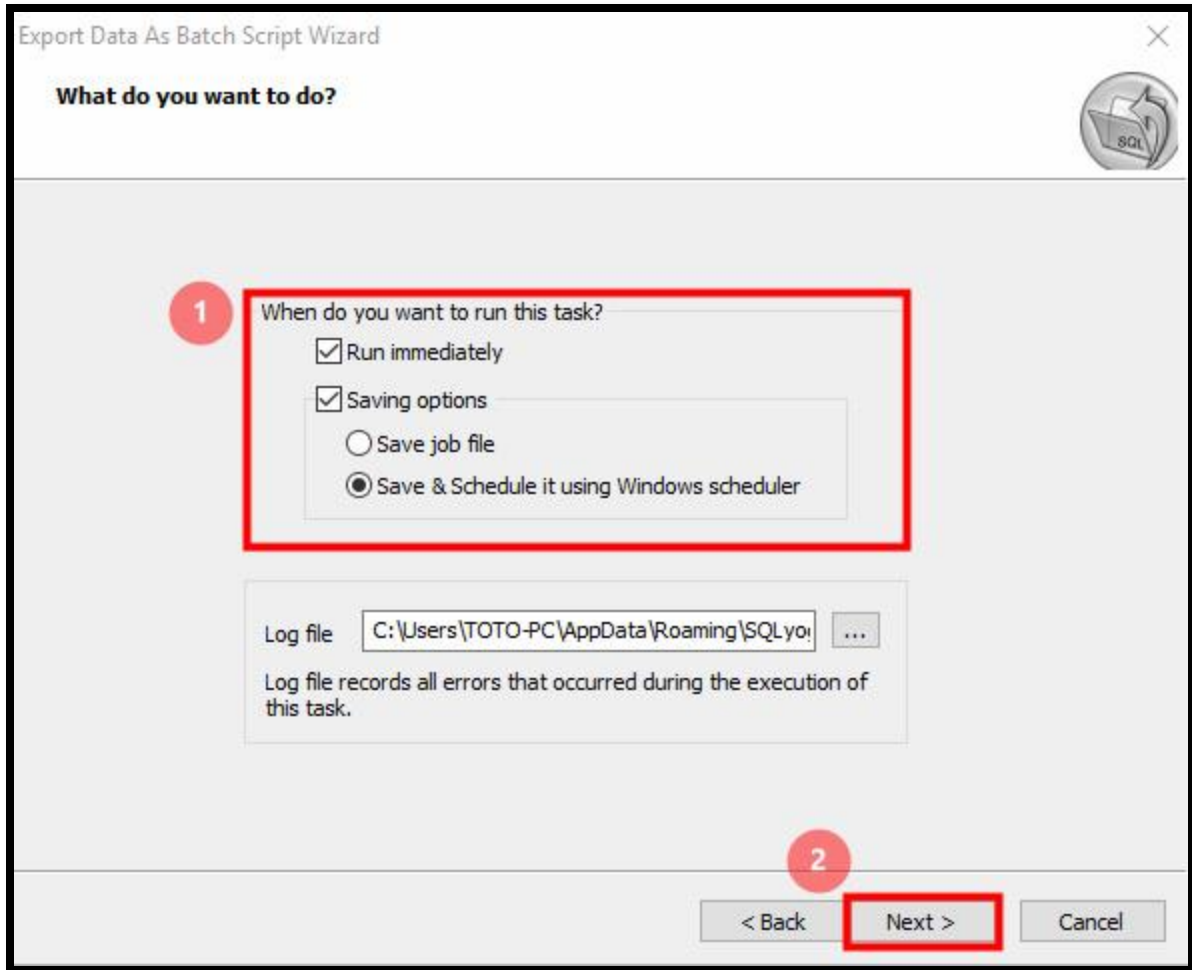 Export Data As Batch Script Wizard
What do you want to do?
SQL
1
When do you want to run this task?
Run immediately
Saving options
Save job file
Save & Schedule it using Windows scheduler
Log file C:\Users\TOTO-PC\AppData\Roaming\SQLyo ...
Log file records all errors that occurred during the execution of
this task.
2
< Back Next > Cancel